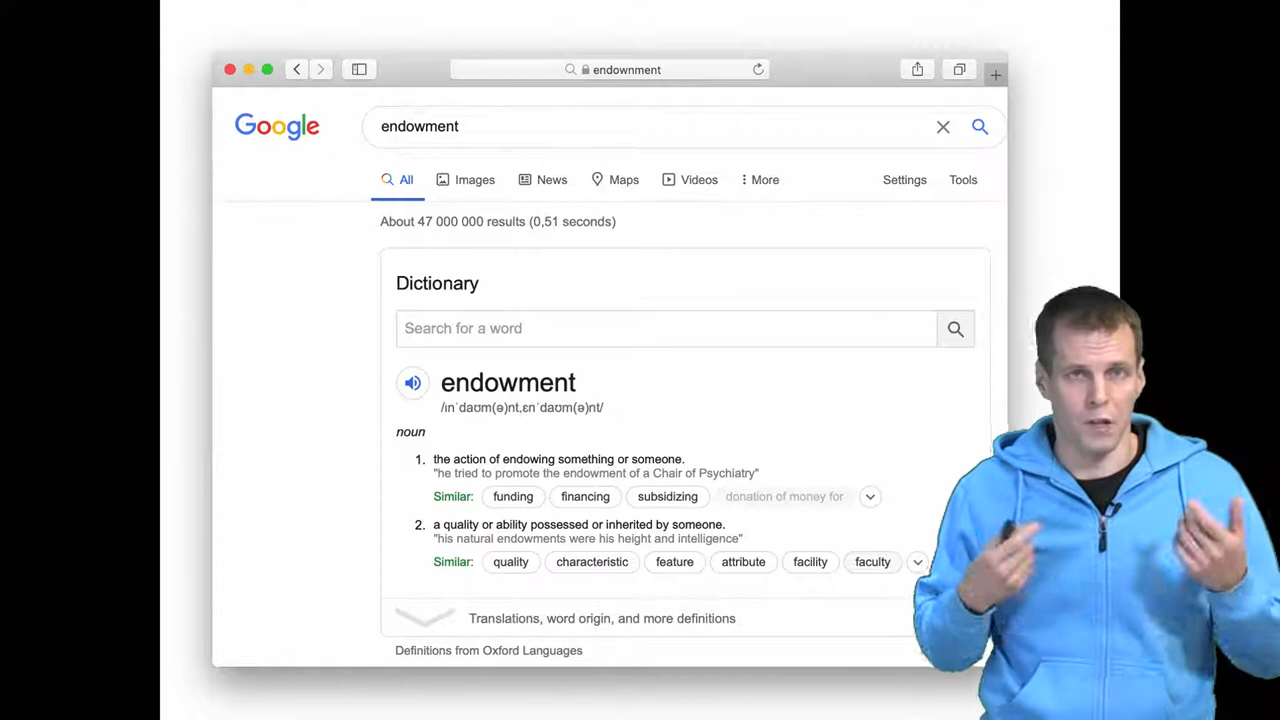 endownment
Google
endowment
All Images News Maps Videos More Settings Tools
About 47 000 000 results (0,51 seconds)
Dictionary
Search for a word
endowment
/ɪnˈdaʊm(ə)nt,ɛnˈdaʊm(ə)nt/
noun
1. the action of endowing something or someone.
"he tried to promote the endowment of a Chair of Psychiatry"
Similar: funding financing subsidizing donation of money for
2. a quality or ability possessed or inherited by someone.
"his natural endowments were his height and intelligence"
Similar: quality characteristic feature attribute facility faculty
Translations, word origin, and more definitions
Definitions from Oxford Languages